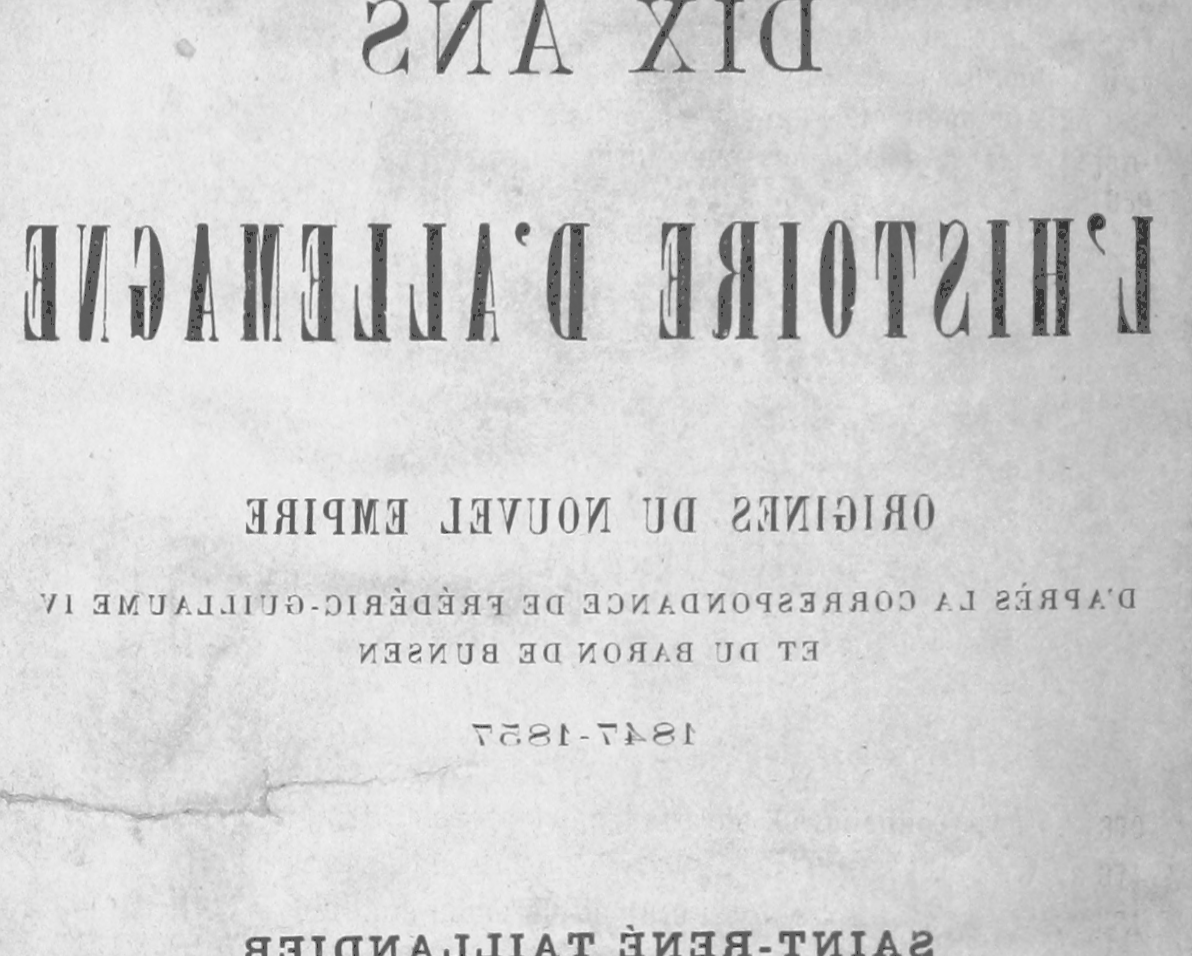 DIX ANS
L'HISTOIRE D'ALLEMAGNE
ORIGINES DU NOUVEL EMPIRE
D'APRÈS LA CORRESPONDANCE DE FRÉDÉRIC-GUILLAUME IV
ET DU BARON DE BUNSEN
1847-1857
SAINT-RENÉ TAILLANDIER